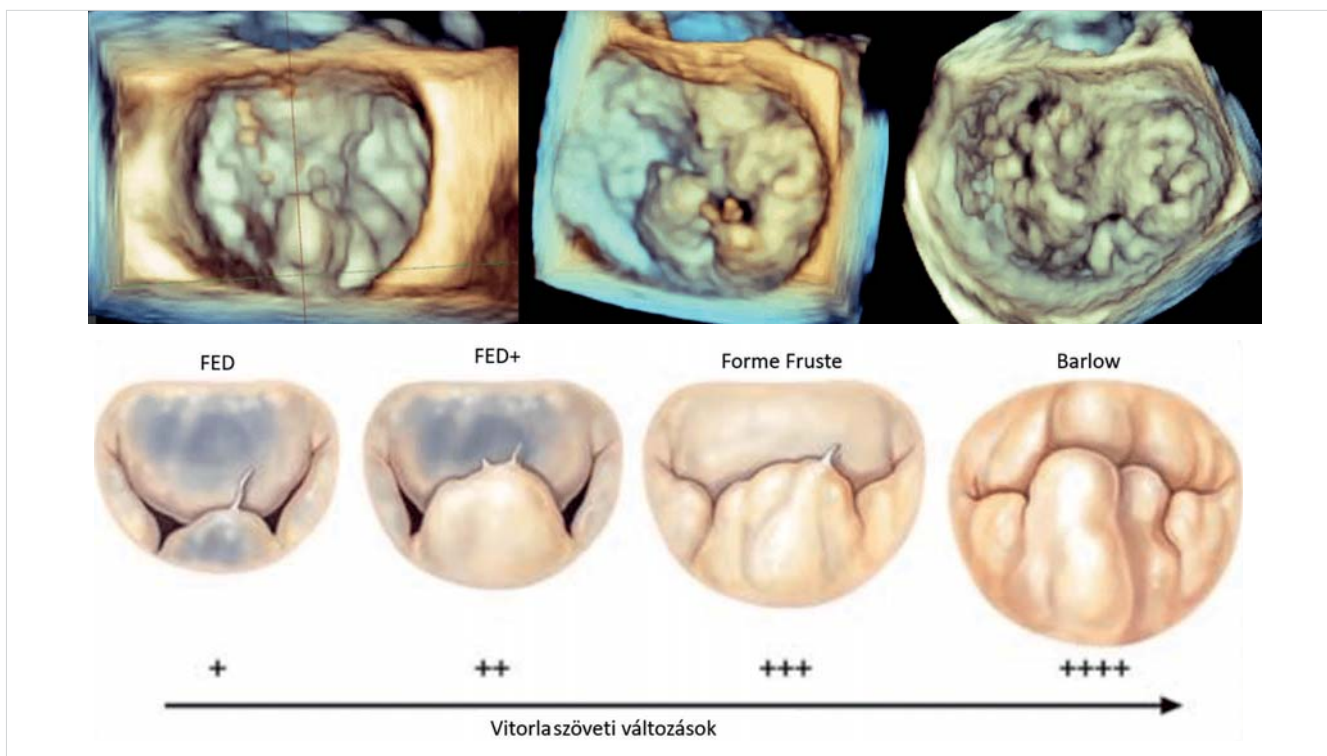 FED
FED+
Forme Fruste
Barlow
+
++
+++
++++
Vitorlaszöveti változások